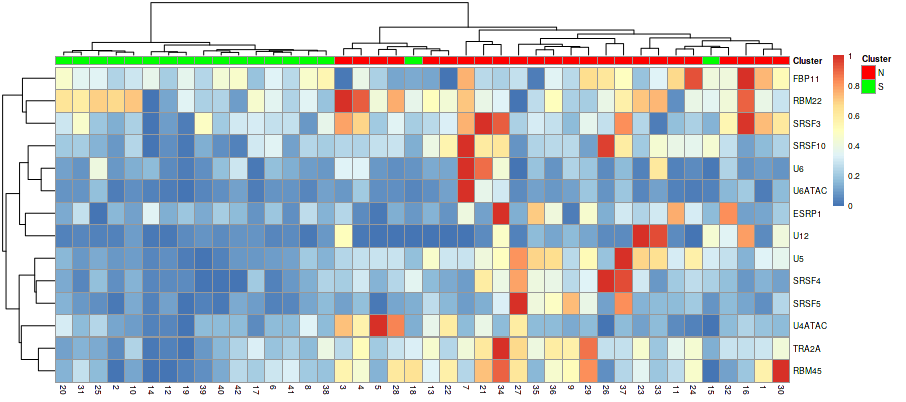 Cluster
FBP11
RBM22
SRSF3
SRSF10
U6
U6ATAC
ESRP1
U12
U5
SRSF4
SRSF5
U4ATAC
TRA2A
RBM45
1
0.8
0.6
0.4
0.2
0
Cluster
N
S
20 31 25 2 10 14 12 19 39 40 42 17 6 41 8 38 3 4 5 28 18 13 22 7 21 34 27 35 36 9 29 26 37 23 33 11 24 15 32 16 1 30